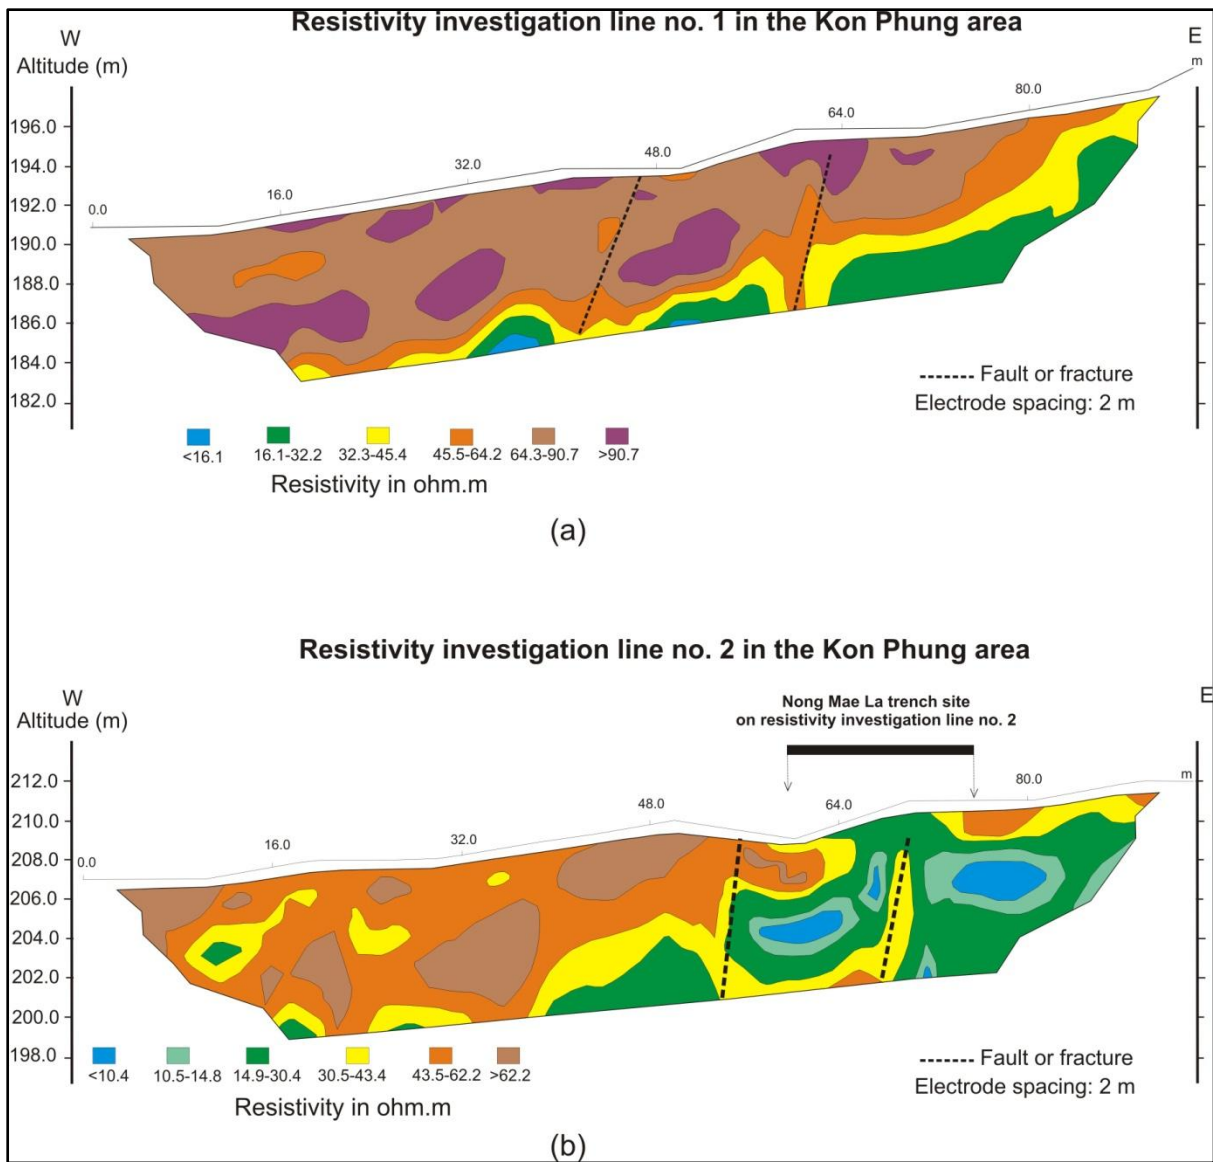 Resistivity investigation line no. 1 in the Kon Phung area
W
E
Altitude (m)
m
80.0
64.0
48.0
32.0
16.0
0.0
196.0
194.0
192.0
190.0
188.0
186.0
184.0
182.0
Fault or fracture
Electrode spacing: 2 m
<16.1
16.1-32.2
32.3-45.4
45.5-64.2
64.3-90.7
>90.7
Resistivity in ohm.m
(a)
Resistivity investigation line no. 2 in the Kon Phung area
W
E
Altitude (m)
Nong Mae La trench site
on resistivity investigation line no. 2
m
80.0
64.0
48.0
32.0
16.0
0.0
212.0
210.0
208.0
206.0
204.0
202.0
200.0
198.0
Fault or fracture
Electrode spacing: 2 m
<10.4
10.5-14.8
14.9-30.4
30.5-43.4
43.5-62.2
>62.2
Resistivity in ohm.m
(b)